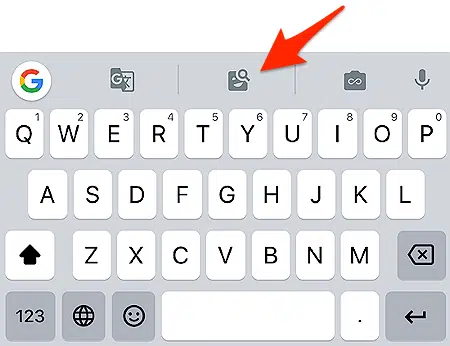 G G
1 2 3 4 5 6 7 8 9 0
Q W E R T Y U I O P
A S D F G H J K L
Z X C V B N M
123 .